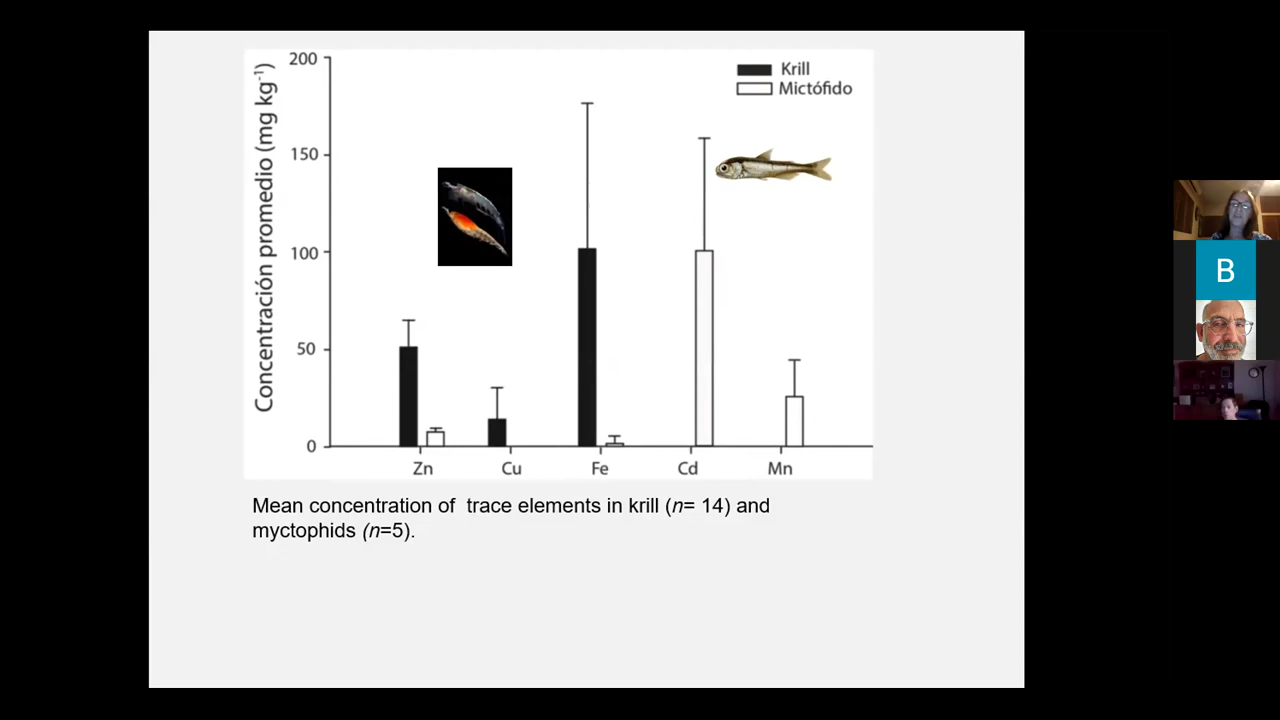 200
150
100
50
0
Concentración promedio (mg kg⁻¹)
Krill
Mictófido
Zn Cu Fe Cd Mn
Mean concentration of trace elements in krill (n= 14) and
myctophids (n=5).
B